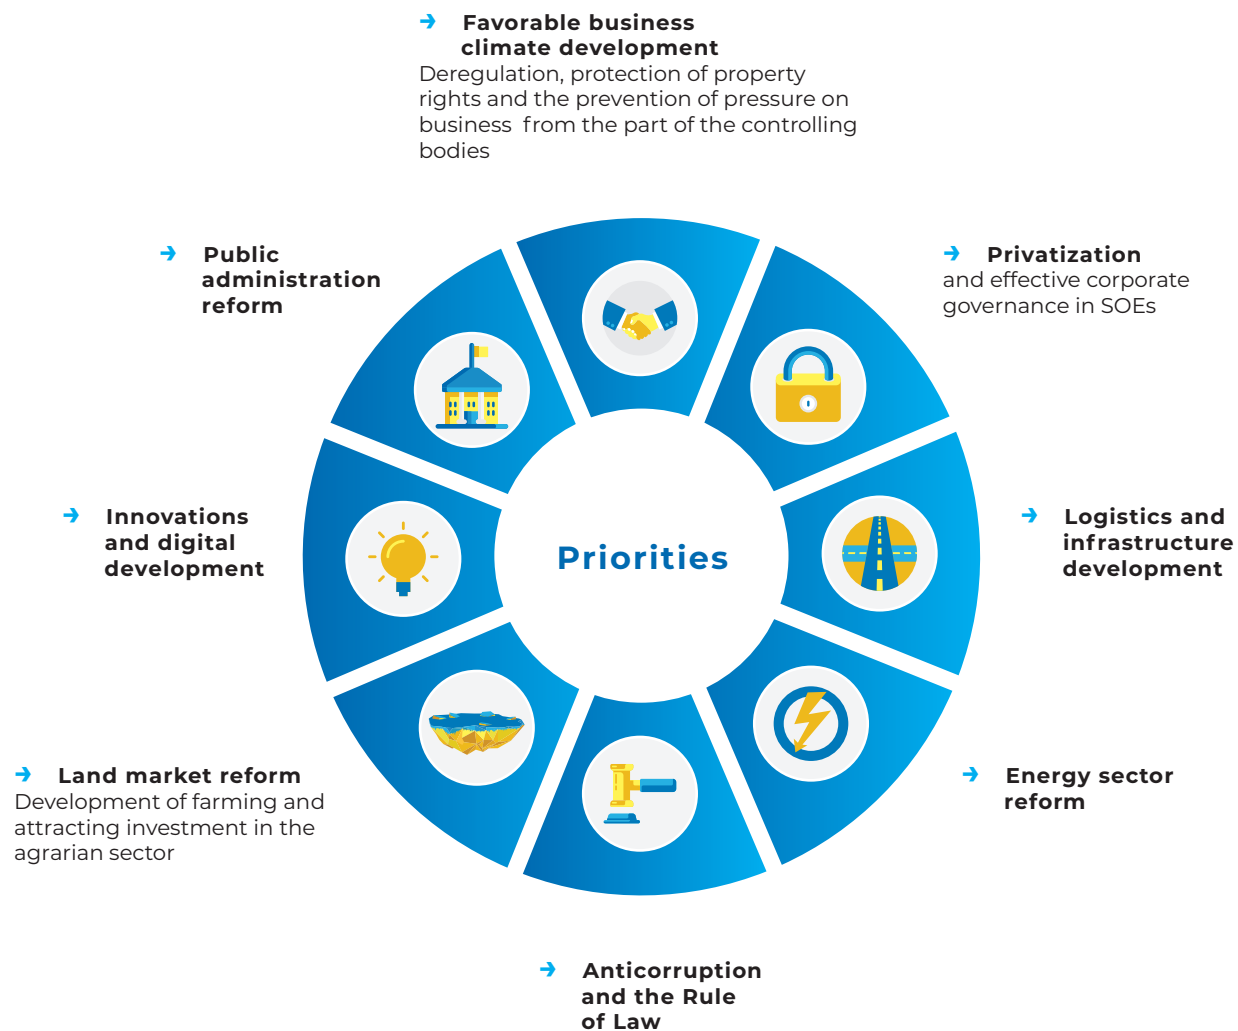 → Favorable business
climate development
Deregulation, protection of property
rights and the prevention of pressure on
business from the part of the controlling
bodies
→ Privatization
and effective corporate
governance in SOEs
→ Logistics and
infrastructure
development
→ Energy sector
reform
→ Anticorruption
and the Rule
of Law
→ Land market reform
Development of farming and
attracting investment in the
agrarian sector
→ Innovations
and digital
development
→ Public
administration
reform
Priorities